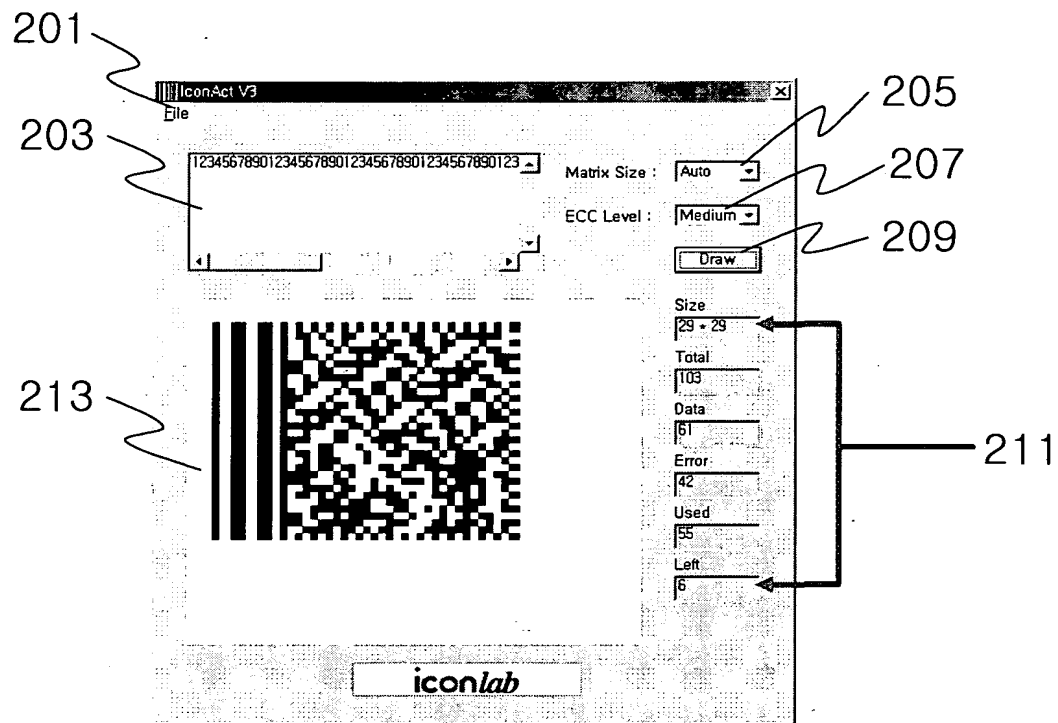 201
IconAct V3
File
203
1234567890123456789012345678901234567890123
Matrix Size :
Auto
205
ECC Level :
Medium
207
Draw
209
Size
29 * 29
Total
103
Data
61
Error
42
Used
55
Left
6
211
213
iconlab